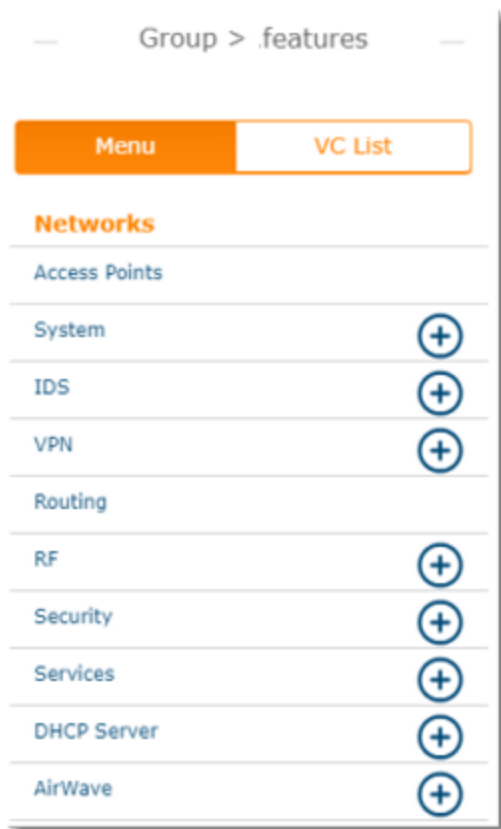 Group > .features
Menu VC List
Networks
Access Points
System
IDS
VPN
Routing
RF
Security
Services
DHCP Server
AirWave